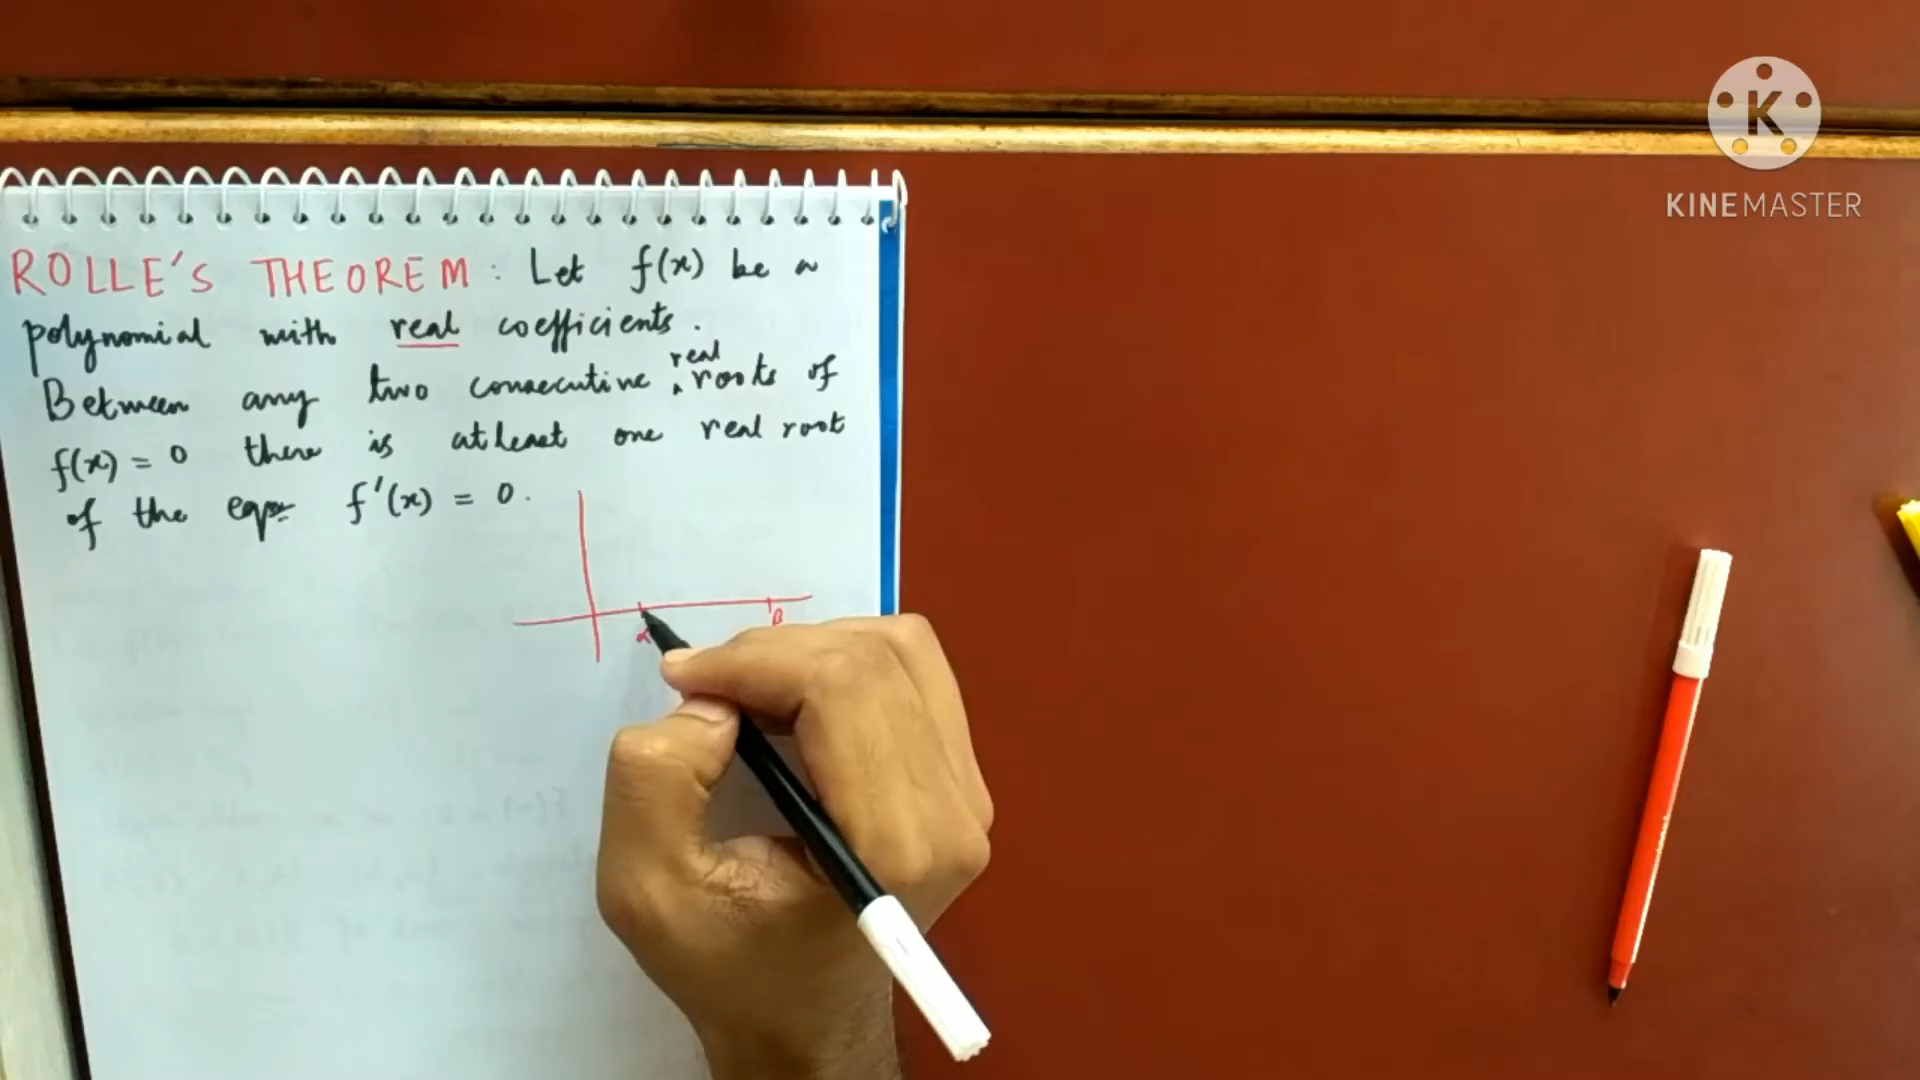 ROLLE'S THEOREM : Let f(x) be a
polynomial with real coefficients.
Between any two consecutive real roots of
f(x) = 0 there is atleast one real root
of the eqn f'(x) = 0.
α β
KINEMASTER